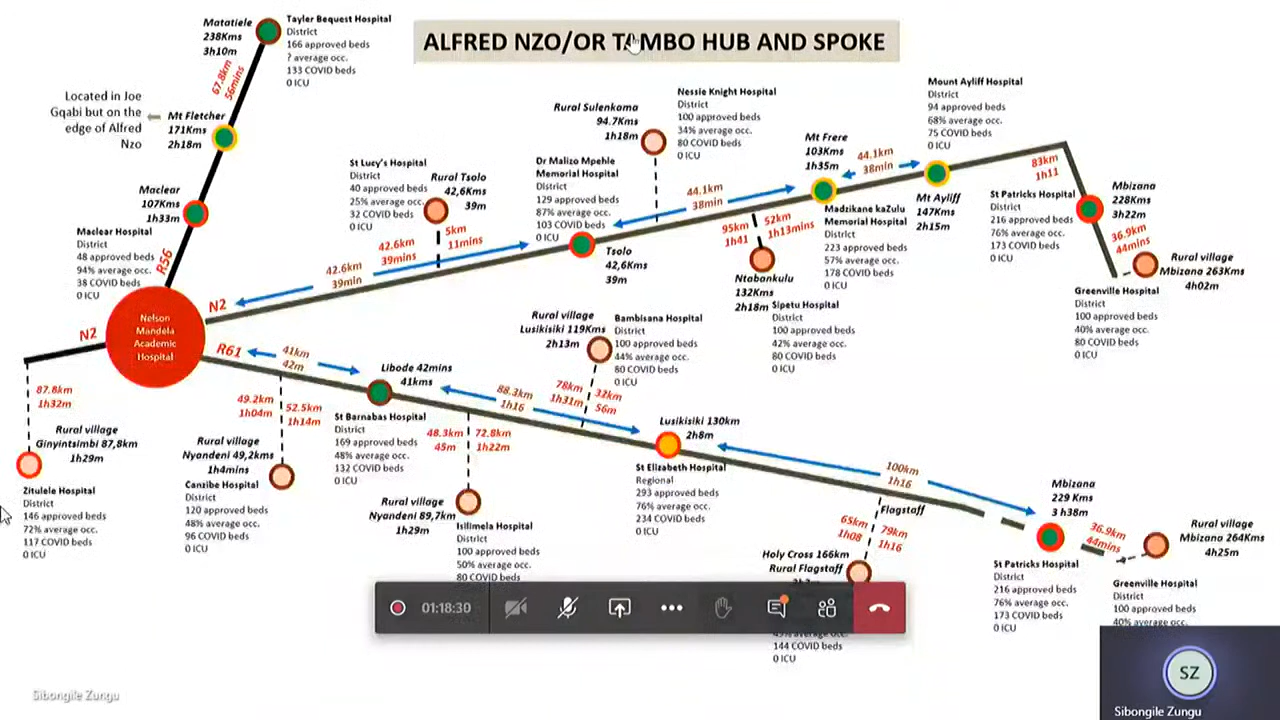 ALFRED NZO/OR TAMBO HUB AND SPOKE
Matatiele
238Kms
3h10m
Tayler Bequest Hospital
District
166 approved beds
? average occ.
133 COVID beds
0 ICU
67.8km
56mins
Located in Joe
Gqabi but on the
edge of Alfred
Nzo
Mt Fletcher
171Kms
2h18m
Maclear
107Kms
1h33m
Maclear Hospital
District
48 approved beds
94% average occ.
38 COVID beds
0 ICU
R56
Nelson
Mandela
Academic
Hospital
N2
N2
R61
St Lucy's Hospital
District
40 approved beds
25% average occ.
32 COVID beds
0 ICU
Rural Tsolo
42,6Kms
39m
5km
11mins
42.6km
39mins
42.6km
39min
Dr Malizo Mpehle
Memorial Hospital
District
129 approved beds
87% average occ.
103 COVID beds
0 ICU
Tsolo
42,6Kms
39m
Rural Sulenkama
94.7Kms
1h18m
Nessie Knight Hospital
District
100 approved beds
34% average occ.
80 COVID beds
0 ICU
44.1km
38min
Mt Frere
103Kms
1h35m
44.1km
38min
Mount Ayliff Hospital
District
94 approved beds
68% average occ.
75 COVID beds
0 ICU
Mt Ayliff
147Kms
2h15m
Madzikane kaZulu
Memorial Hospital
District
223 approved beds
57% average occ.
178 COVID beds
0 ICU
95km
1h41
52km
1h13mins
Ntabankulu
132Kms
2h18m
Sipetu Hospital
District
100 approved beds
42% average occ.
80 COVID beds
0 ICU
83km
1h11
St Patricks Hospital
District
216 approved beds
76% average occ.
173 COVID beds
0 ICU
Mbizana
228Kms
3h22m
36.9km
44mins
Rural village
Mbizana 263Kms
4h02m
Greenville Hospital
District
100 approved beds
40% average occ.
80 COVID beds
0 ICU
87.8km
1h32m
Rural village
Ginyintsimbi 87,8km
1h29m
Zitulele Hospital
District
146 approved beds
72% average occ.
117 COVID beds
0 ICU
41km
42m
49.2km
1h04m
52.5km
1h14m
Rural village
Nyandeni 49,2kms
1h4mins
Canzibe Hospital
District
120 approved beds
48% average occ.
96 COVID beds
0 ICU
Libode 42mins
41kms
St Barnabas Hospital
District
169 approved beds
48% average occ.
132 COVID beds
0 ICU
48.3km
45m
72.8km
1h22m
Rural village
Nyandeni 89,7km
1h29m
Isilimela Hospital
District
100 approved beds
50% average occ.
80 COVID beds
88.3km
1h16
Rural village
Lusikisiki 119Kms
2h13m
Bambisana Hospital
District
100 approved beds
44% average occ.
80 COVID beds
0 ICU
78km
1h31m
32km
56m
Lusikisiki 130km
2h8m
St Elizabeth Hospital
Regional
293 approved beds
76% average occ.
234 COVID beds
0 ICU
100km
1h16
Flagstaff
65km
1h08
79km
1h16
Holy Cross 166km
Rural Flagstaff
144 COVID beds
0 ICU
Mbizana
229 Kms
3 h38m
St Patricks Hospital
District
216 approved beds
76% average occ.
173 COVID beds
0 ICU
36.9km
44mins
Rural village
Mbizana 264Kms
4h25m
Greenville Hospital
District
100 approved beds
40% average occ.
01:18:30
SZ
Sibongile Zungu
Sibongile Zungu